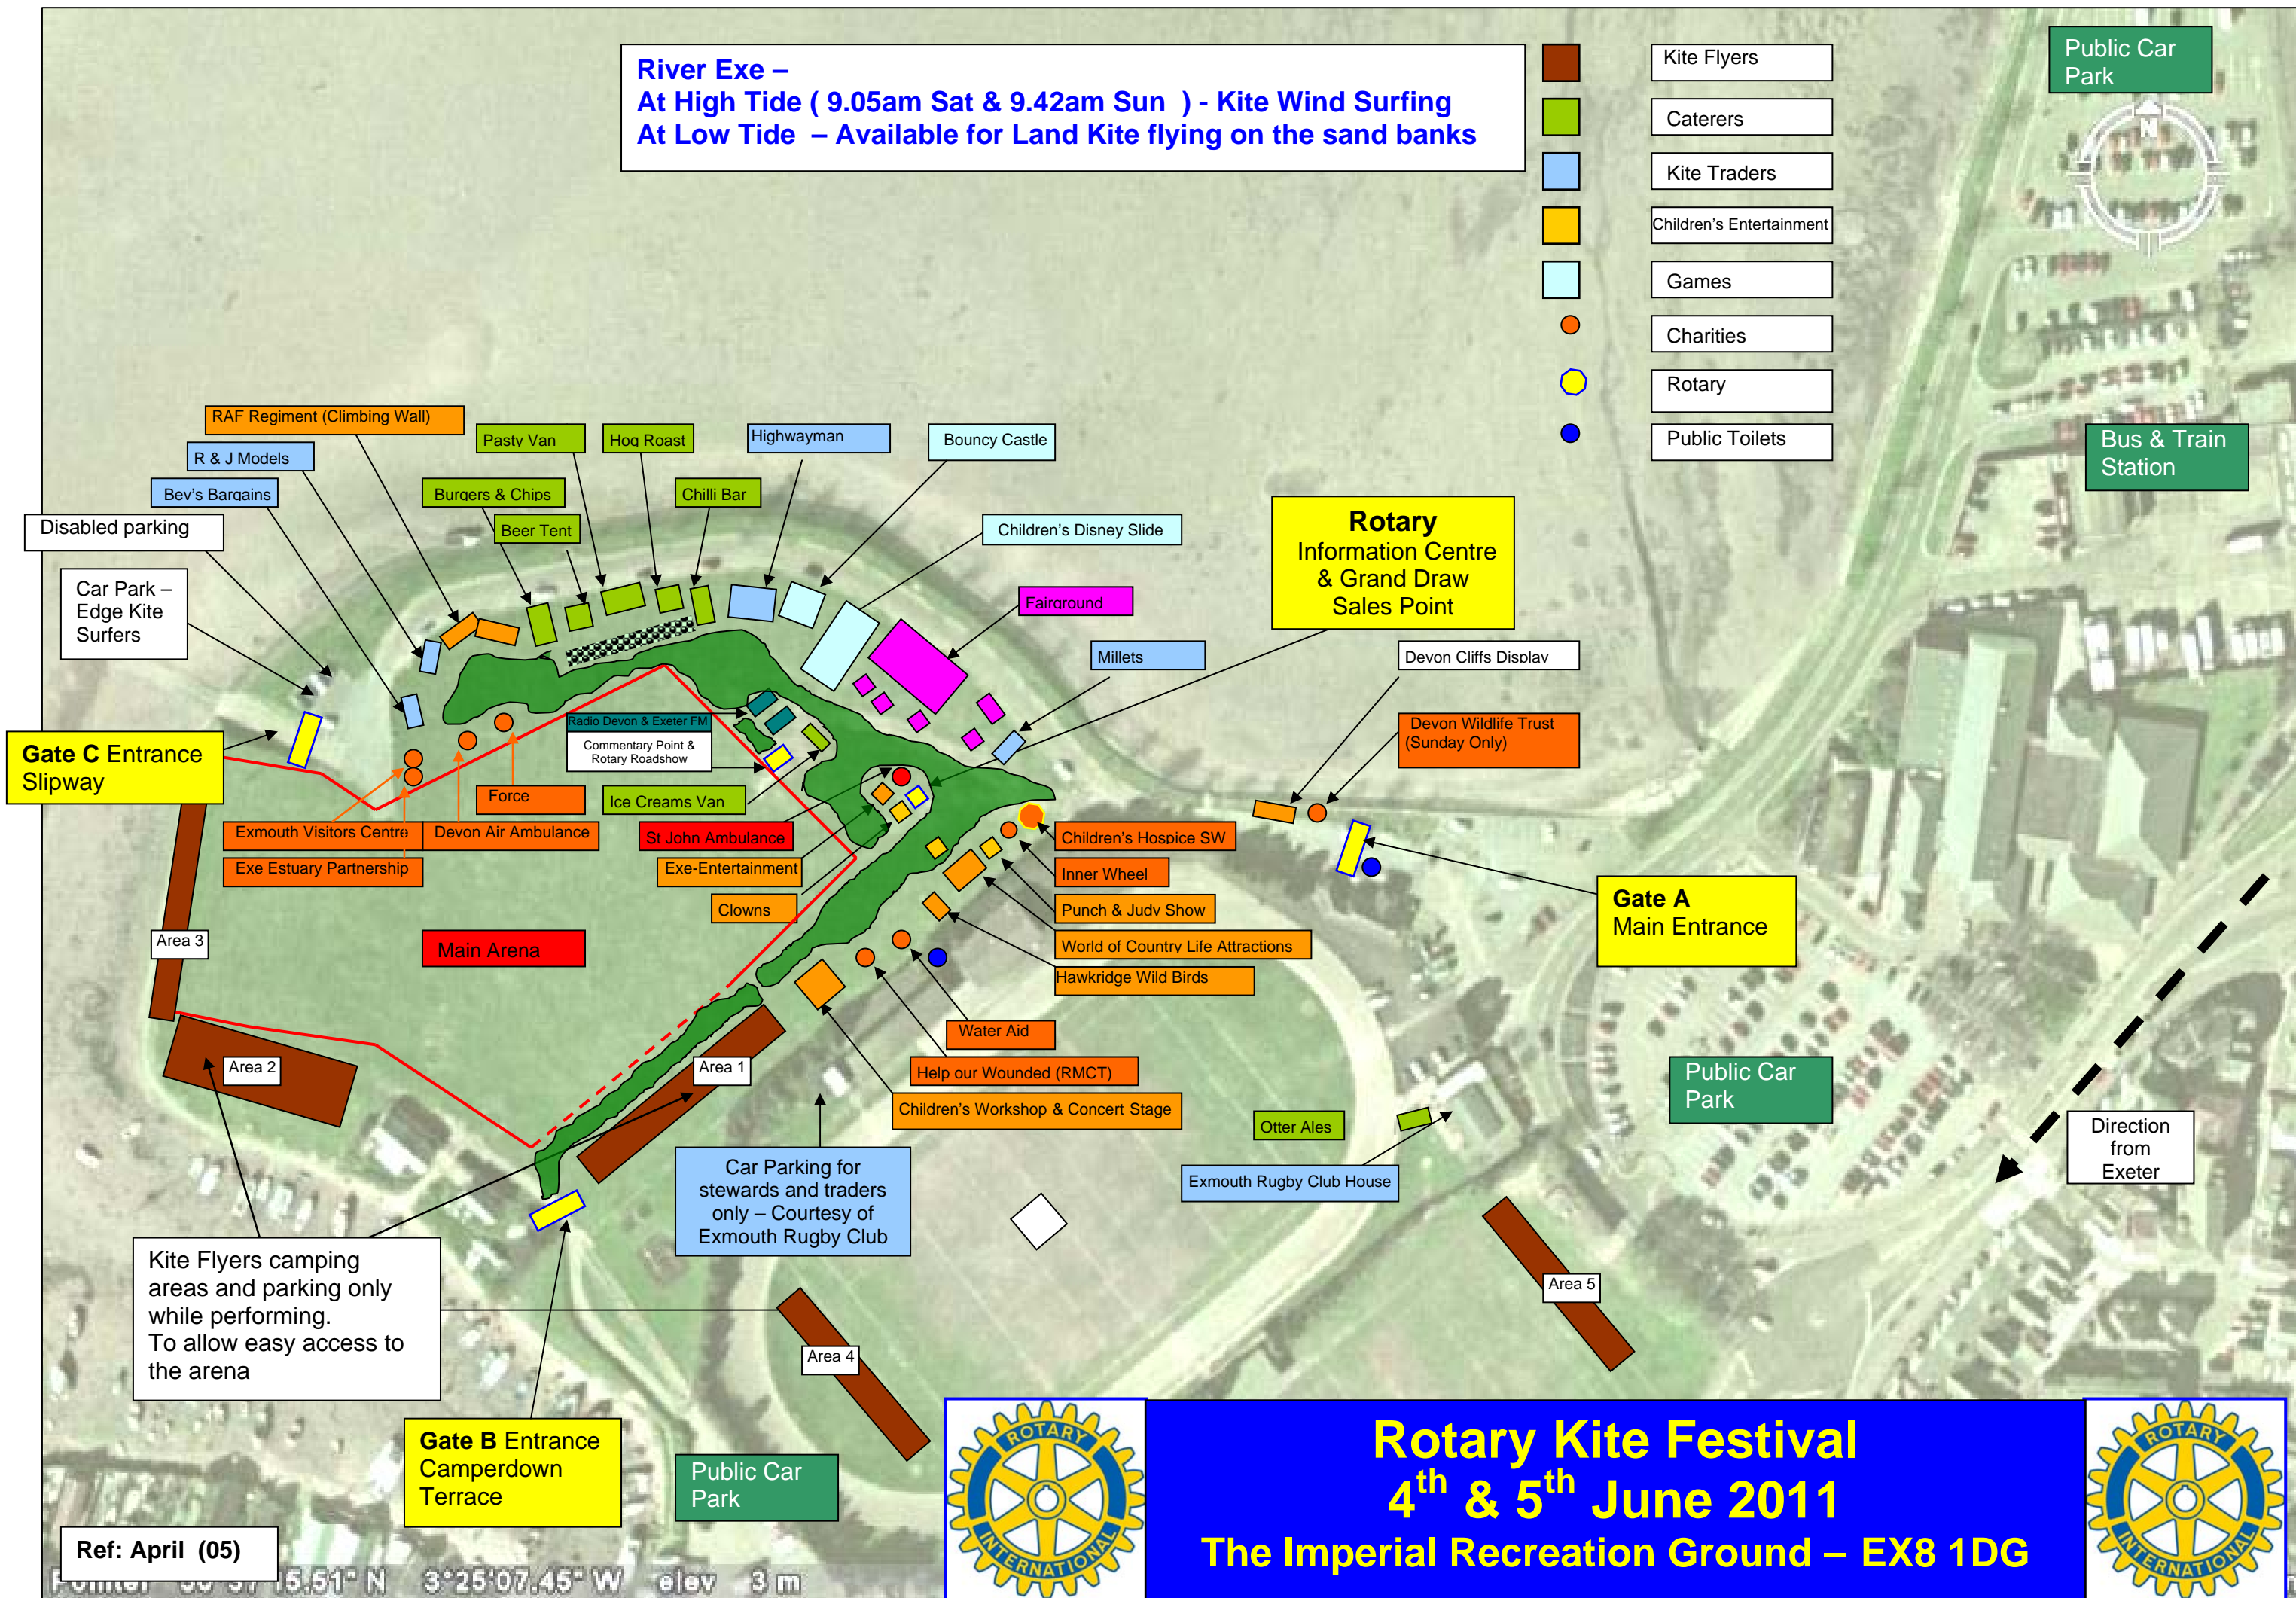 River Exe –
At High Tide ( 9.05am Sat & 9.42am Sun  ) - Kite Wind Surfing
At Low Tide  – Available for Land Kite flying on the sand banks
Kite Flyers
Caterers
Kite Traders
Children's Entertainment
Games
Charities
Rotary
Public Toilets
Public Car
Park
N
Bus & Train
Station
RAF Regiment (Climbing Wall)
R & J Models
Bev's Bargains
Disabled parking
Car Park –
Edge Kite
Surfers
Pasty Van
Hog Roast
Highwayman
Bouncy Castle
Burgers & Chips
Chilli Bar
Beer Tent
Children's Disney Slide
Fairground
Millets
Rotary
Information Centre
& Grand Draw
Sales Point
Devon Cliffs Display
Devon Wildlife Trust
(Sunday Only)
Gate C Entrance
Slipway
Radio Devon & Exeter FM
Commentary Point &
Rotary Roadshow
Force
Ice Creams Van
Exmouth Visitors Centre
Devon Air Ambulance
St John Ambulance
Exe Estuary Partnership
Exe-Entertainment
Clowns
Children's Hospice SW
Inner Wheel
Punch & Judy Show
World of Country Life Attractions
Hawkridge Wild Birds
Gate A
Main Entrance
Area 3
Main Arena
Area 2
Area 1
Water Aid
Help our Wounded (RMCT)
Children's Workshop & Concert Stage
Otter Ales
Exmouth Rugby Club House
Public Car
Park
Direction
from
Exeter
Car Parking for
stewards and traders
only – Courtesy of
Exmouth Rugby Club
Kite Flyers camping
areas and parking only
while performing.
To allow easy access to
the arena
Area 4
Area 5
Gate B Entrance
Camperdown
Terrace
Public Car
Park
Ref: April  (05)
15.51" N 3°25'07.45" W elev 3 m
ROTARY
INTERNATIONAL
Rotary Kite Festival
4th & 5th June 2011
The Imperial Recreation Ground – EX8 1DG
ROTARY
INTERNATIONAL